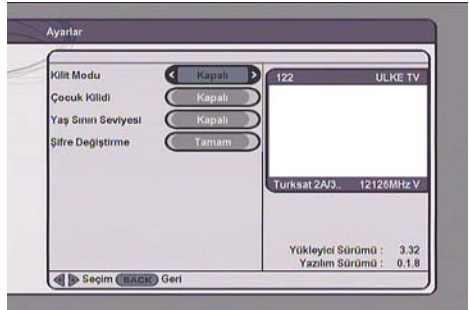 Ayarlar
Kilit Modu Kapalı
Çocuk Kilidi Kapalı
Yaş Sınırı Seviyesi Kapalı
Şifre Değiştirme Tamam
122 ULKE TV
Turksat 2A/3.. 12126MHz V
Yükleyici Sürümü : 3.32
Yazılım Sürümü : 0.1.8
Seçim BACK Geri